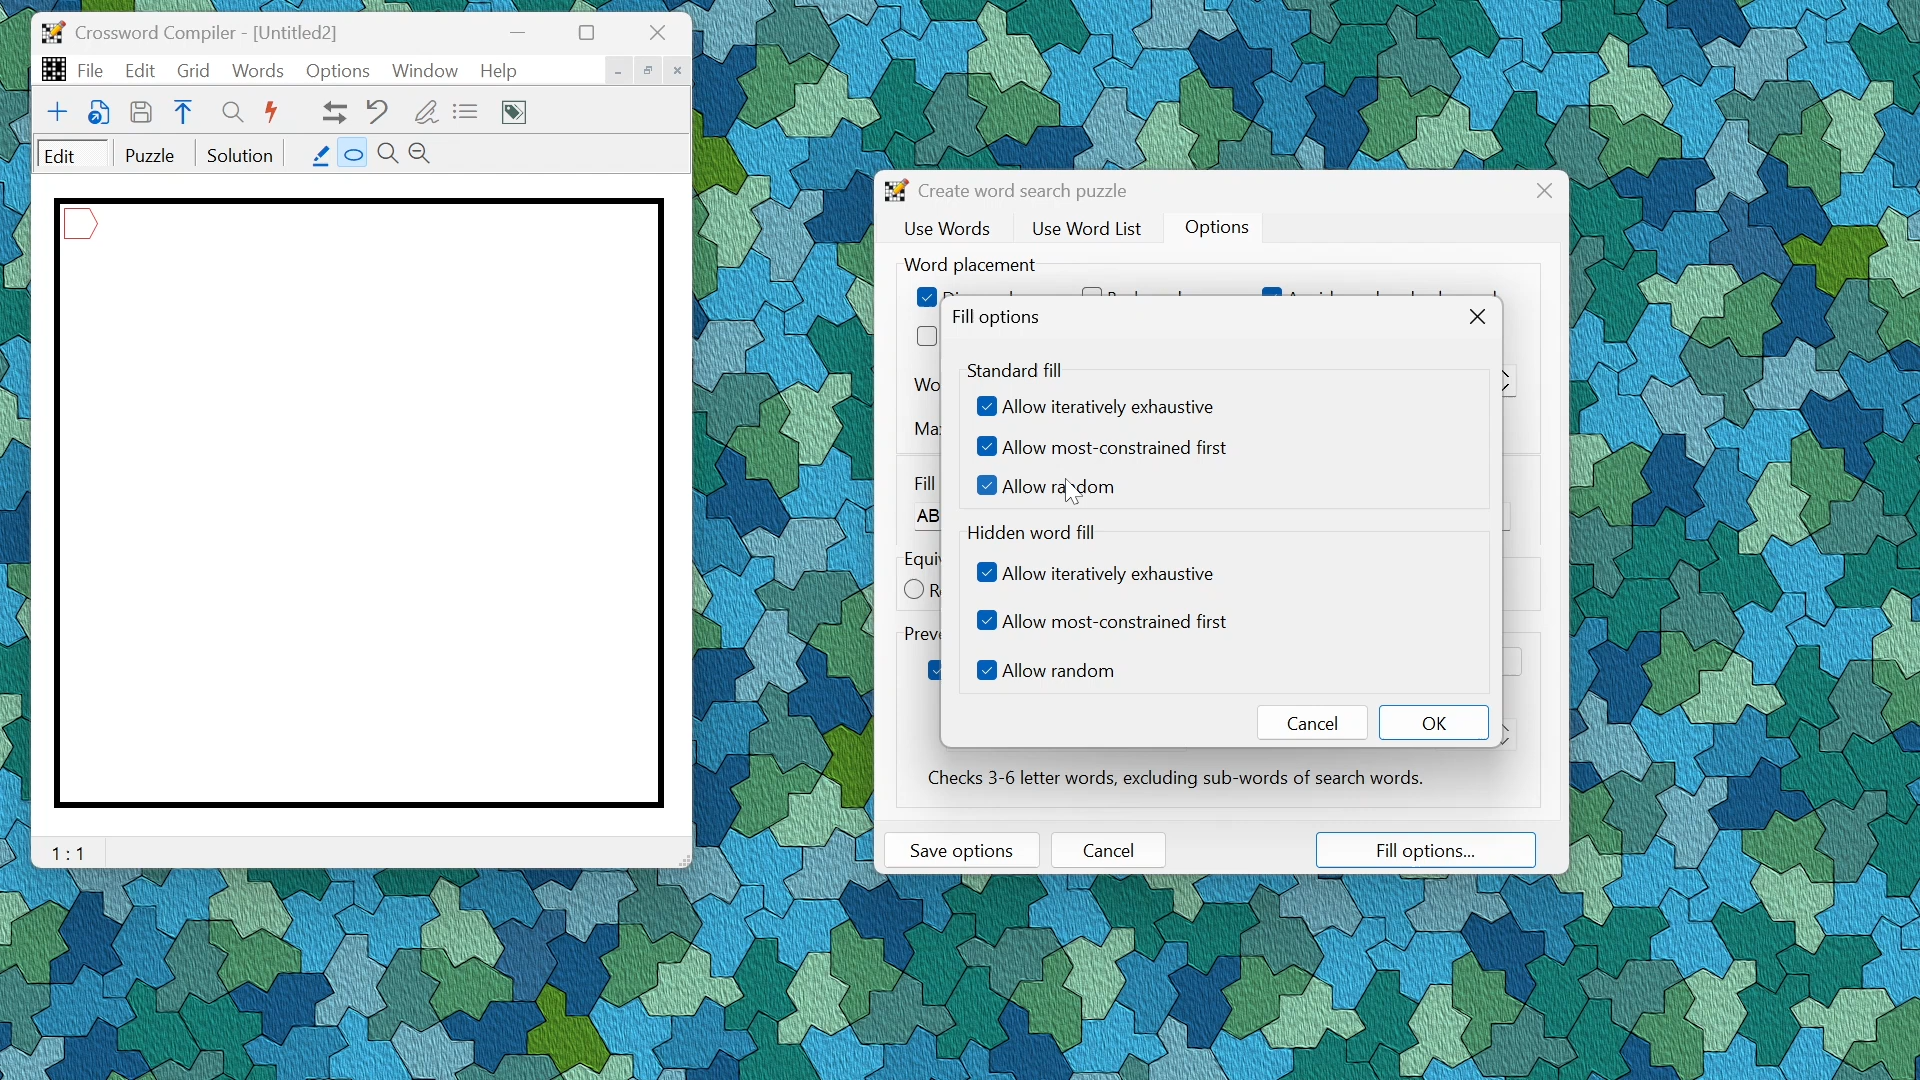 Crossword Compiler - [Untitled2]
File Edit Grid Words Options Window Help
Edit Puzzle Solution
1 : 1
Create word search puzzle
Use Words Use Word List Options
Word placement
Fill options
Standard fill
Allow iteratively exhaustive
Allow most-constrained first
Allow random
Hidden word fill
Allow iteratively exhaustive
Allow most-constrained first
Allow random
Cancel OK
Wo
Fill
AB
Checks 3-6 letter words, excluding sub-words of search words.
Save options Cancel Fill options...